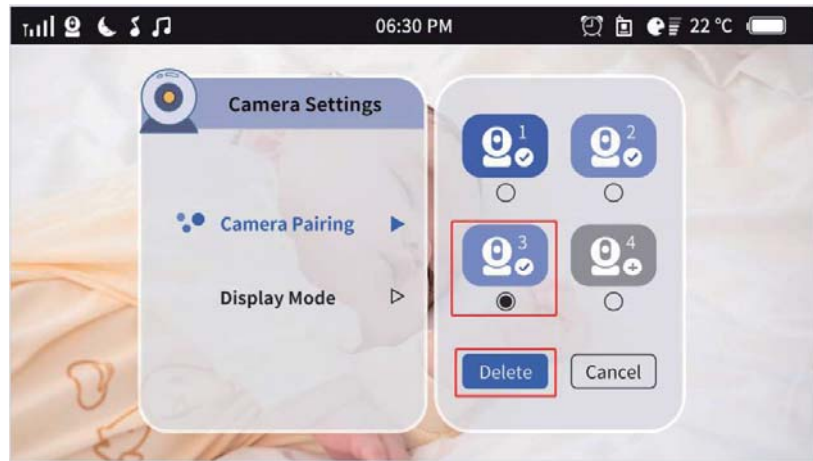 06:30 PM
22 °C
Camera Settings
Camera Pairing
Display Mode
1
2
3
4
Delete
Cancel